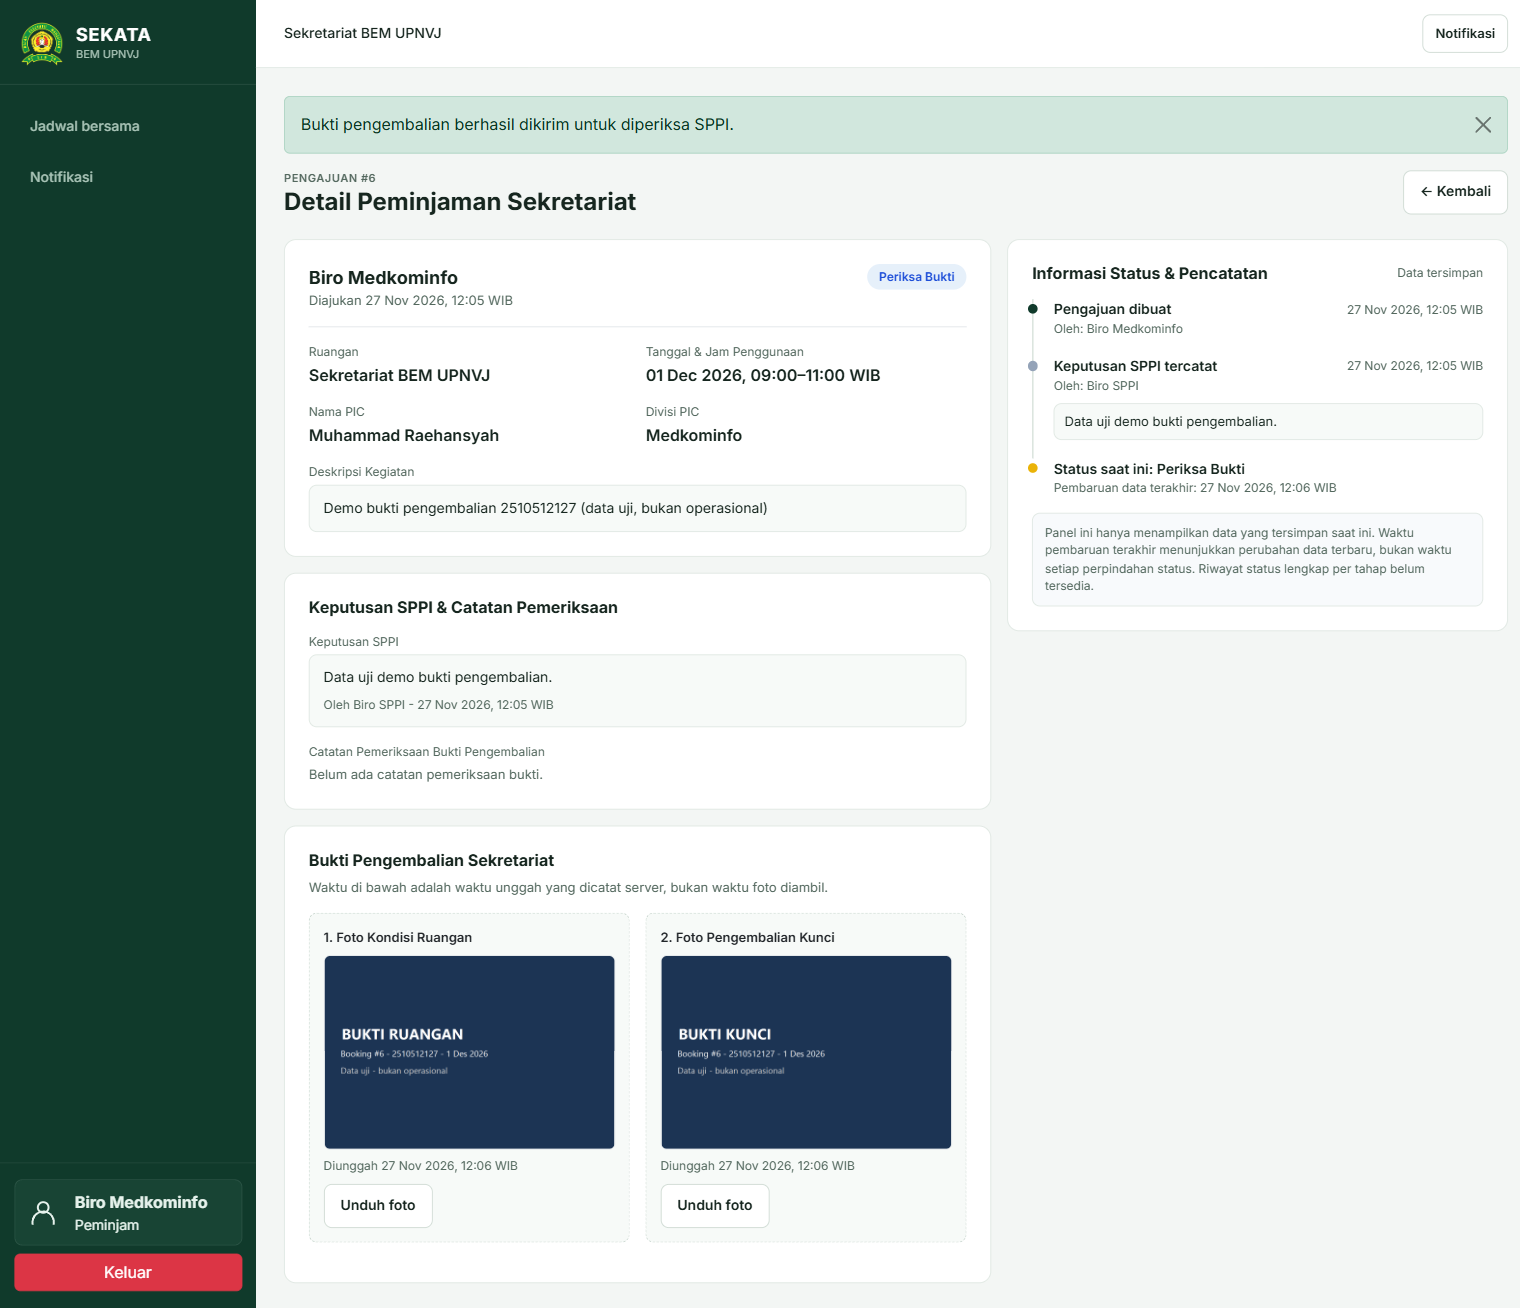 SEKATA
BEM UPNVJ
Jadwal bersama
Notifikasi
Biro Medkominfo
Peminjam
Keluar
Sekretariat BEM UPNVJ
Notifikasi
Bukti pengembalian berhasil dikirim untuk diperiksa SPPI.
PENGAJUAN #6
Detail Peminjaman Sekretariat
← Kembali
Biro Medkominfo
Periksa Bukti
Diajukan 27 Nov 2026, 12:05 WIB
Ruangan
Sekretariat BEM UPNVJ
Tanggal & Jam Penggunaan
01 Dec 2026, 09:00–11:00 WIB
Nama PIC
Muhammad Raehansyah
Divisi PIC
Medkominfo
Deskripsi Kegiatan
Demo bukti pengembalian 2510512127 (data uji, bukan operasional)
Keputusan SPPI & Catatan Pemeriksaan
Keputusan SPPI
Data uji demo bukti pengembalian.
Oleh Biro SPPI - 27 Nov 2026, 12:05 WIB
Catatan Pemeriksaan Bukti Pengembalian
Belum ada catatan pemeriksaan bukti.
Bukti Pengembalian Sekretariat
Waktu di bawah adalah waktu unggah yang dicatat server, bukan waktu foto diambil.
1. Foto Kondisi Ruangan
BUKTI RUANGAN
Booking #6 - 2510512127 - 1 Des 2026
Data uji - bukan operasional
Diunggah 27 Nov 2026, 12:06 WIB
Unduh foto
2. Foto Pengembalian Kunci
BUKTI KUNCI
Booking #6 - 2510512127 - 1 Des 2026
Data uji - bukan operasional
Diunggah 27 Nov 2026, 12:06 WIB
Unduh foto
Informasi Status & Pencatatan
Data tersimpan
Pengajuan dibuat
27 Nov 2026, 12:05 WIB
Oleh: Biro Medkominfo
Keputusan SPPI tercatat
27 Nov 2026, 12:05 WIB
Oleh: Biro SPPI
Data uji demo bukti pengembalian.
Status saat ini: Periksa Bukti
Pembaruan data terakhir: 27 Nov 2026, 12:06 WIB
Panel ini hanya menampilkan data yang tersimpan saat ini. Waktu
pembaruan terakhir menunjukkan perubahan data terbaru, bukan waktu
setiap perpindahan status. Riwayat status lengkap per tahap belum
tersedia.